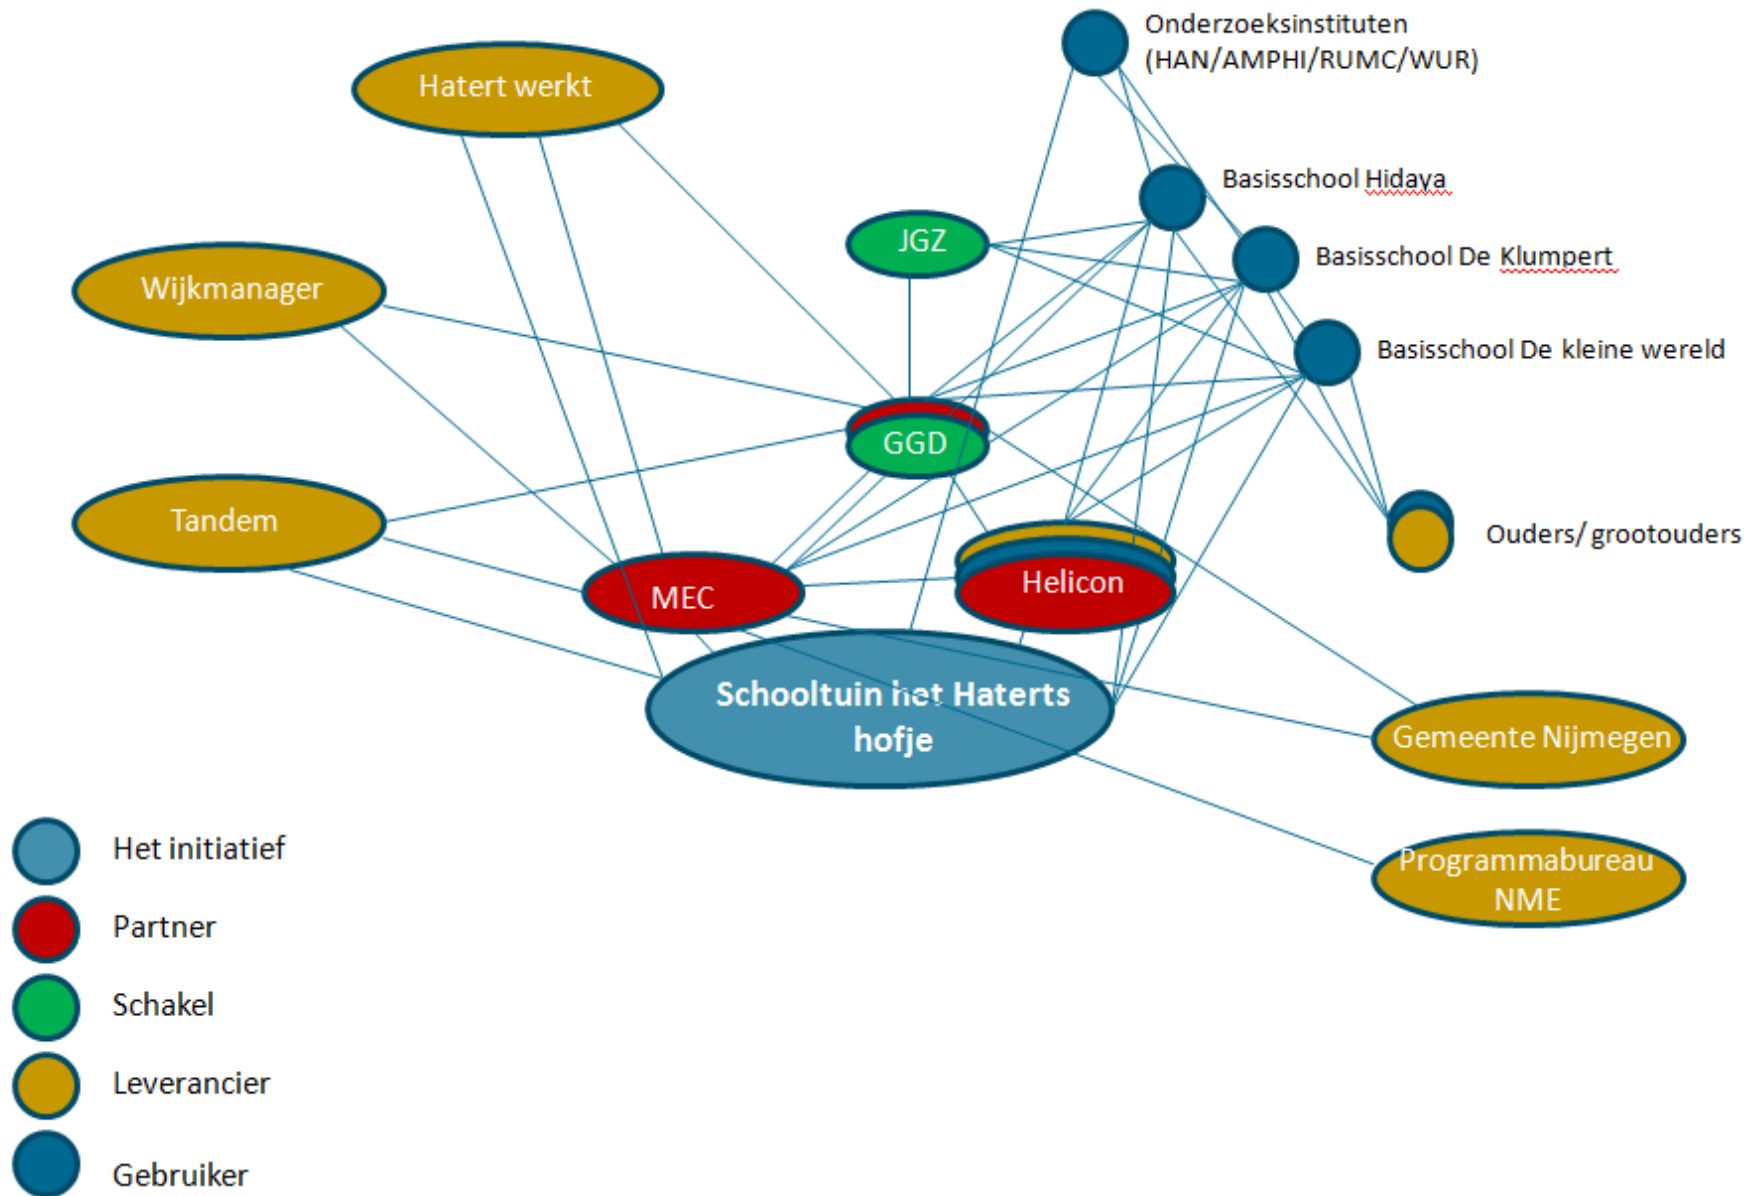 Onderzoeksinstituten
(HAN/AMPHI/RUMC/WUR)
Hatert werkt
Basisschool Hidaya
JGZ
Basisschool De Klumpert
Wijkmanager
Basisschool De kleine wereld
GGD
Tandem
Ouders/ grootouders
Helicon
MEC
Schooltuin het Haterts
hofje
Gemeente Nijmegen
Het initiatief
Programmabureau
NME
Partner
Schakel
Leverancier
Gebruiker